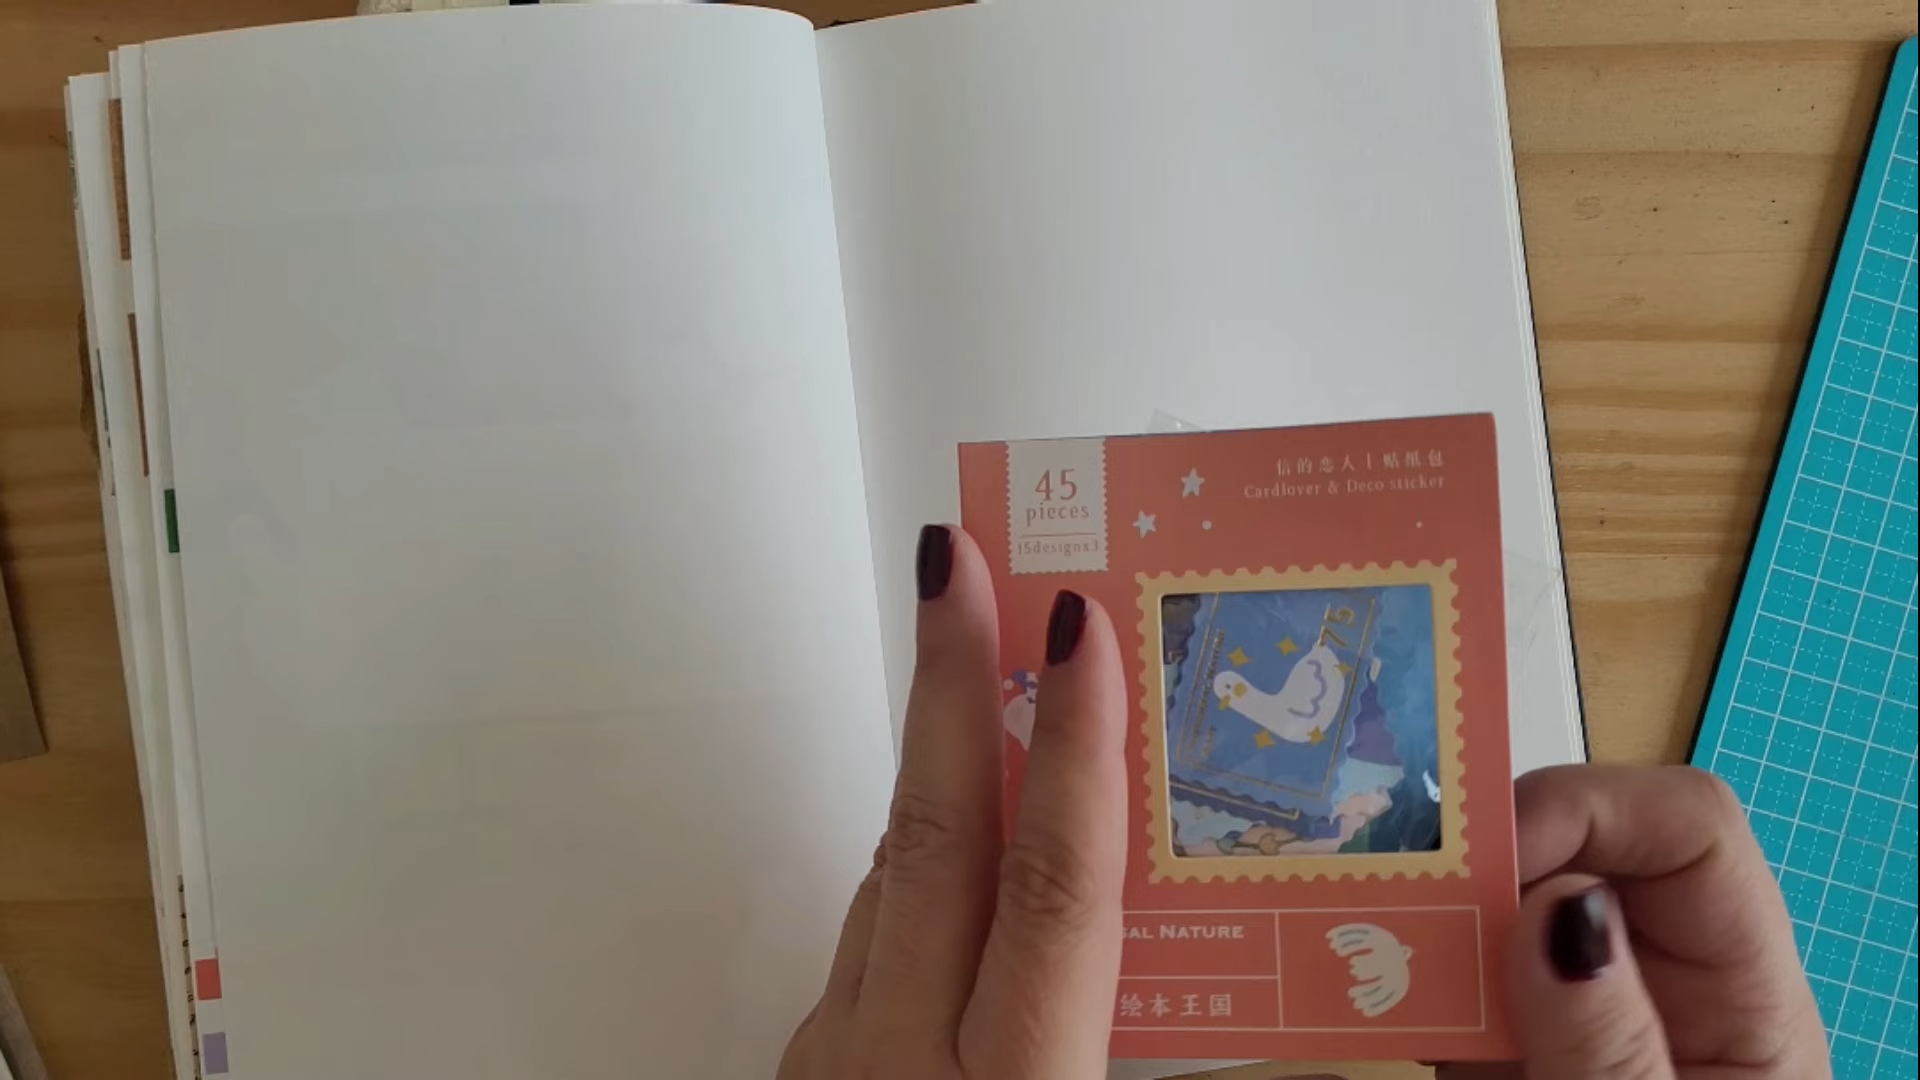 45
pieces
15designx3
信的恋人 | 贴纸包
Cardlover & Deco sticker
75
SAL NATURE
绘本王国